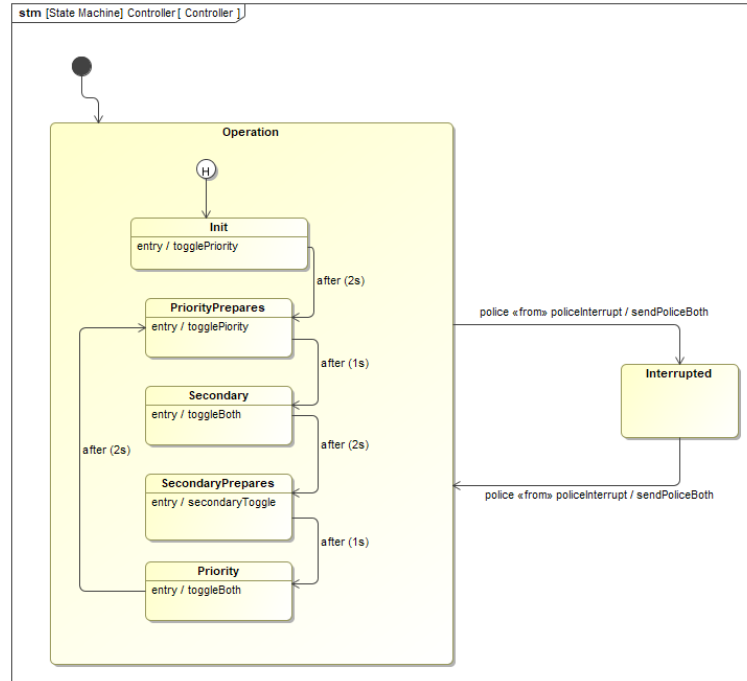 stm [State Machine] Controller [ Controller ]
Operation
H
Init
entry / togglePriority
after (2s)
PriorityPrepares
entry / togglePiority
after (1s)
Secondary
entry / toggleBoth
after (2s)
after (2s)
SecondaryPrepares
entry / secondaryToggle
after (1s)
Priority
entry / toggleBoth
police «from» policeInterrupt / sendPoliceBoth
Interrupted
police «from» policeInterrupt / sendPoliceBoth